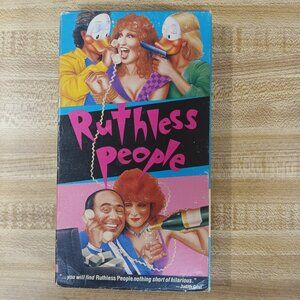 Ruthless
people
"...you will find Ruthless People nothing short of hilarious."